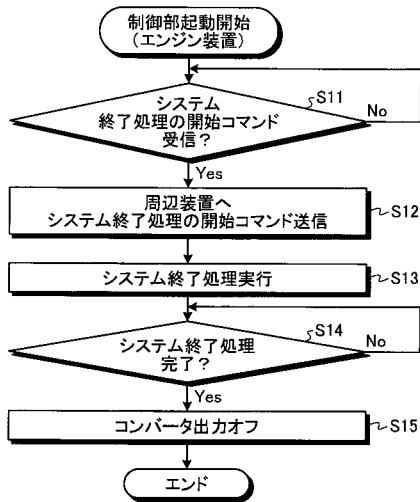 制御部起動開始
(エンジン装置)
システム
終了処理の開始コマンド
受信?
S11
No
Yes
周辺装置へ
システム終了処理の開始コマンド送信
S12
システム終了処理実行
S13
システム終了処理
完了?
S14
No
Yes
コンバータ出力オフ
S15
エンド